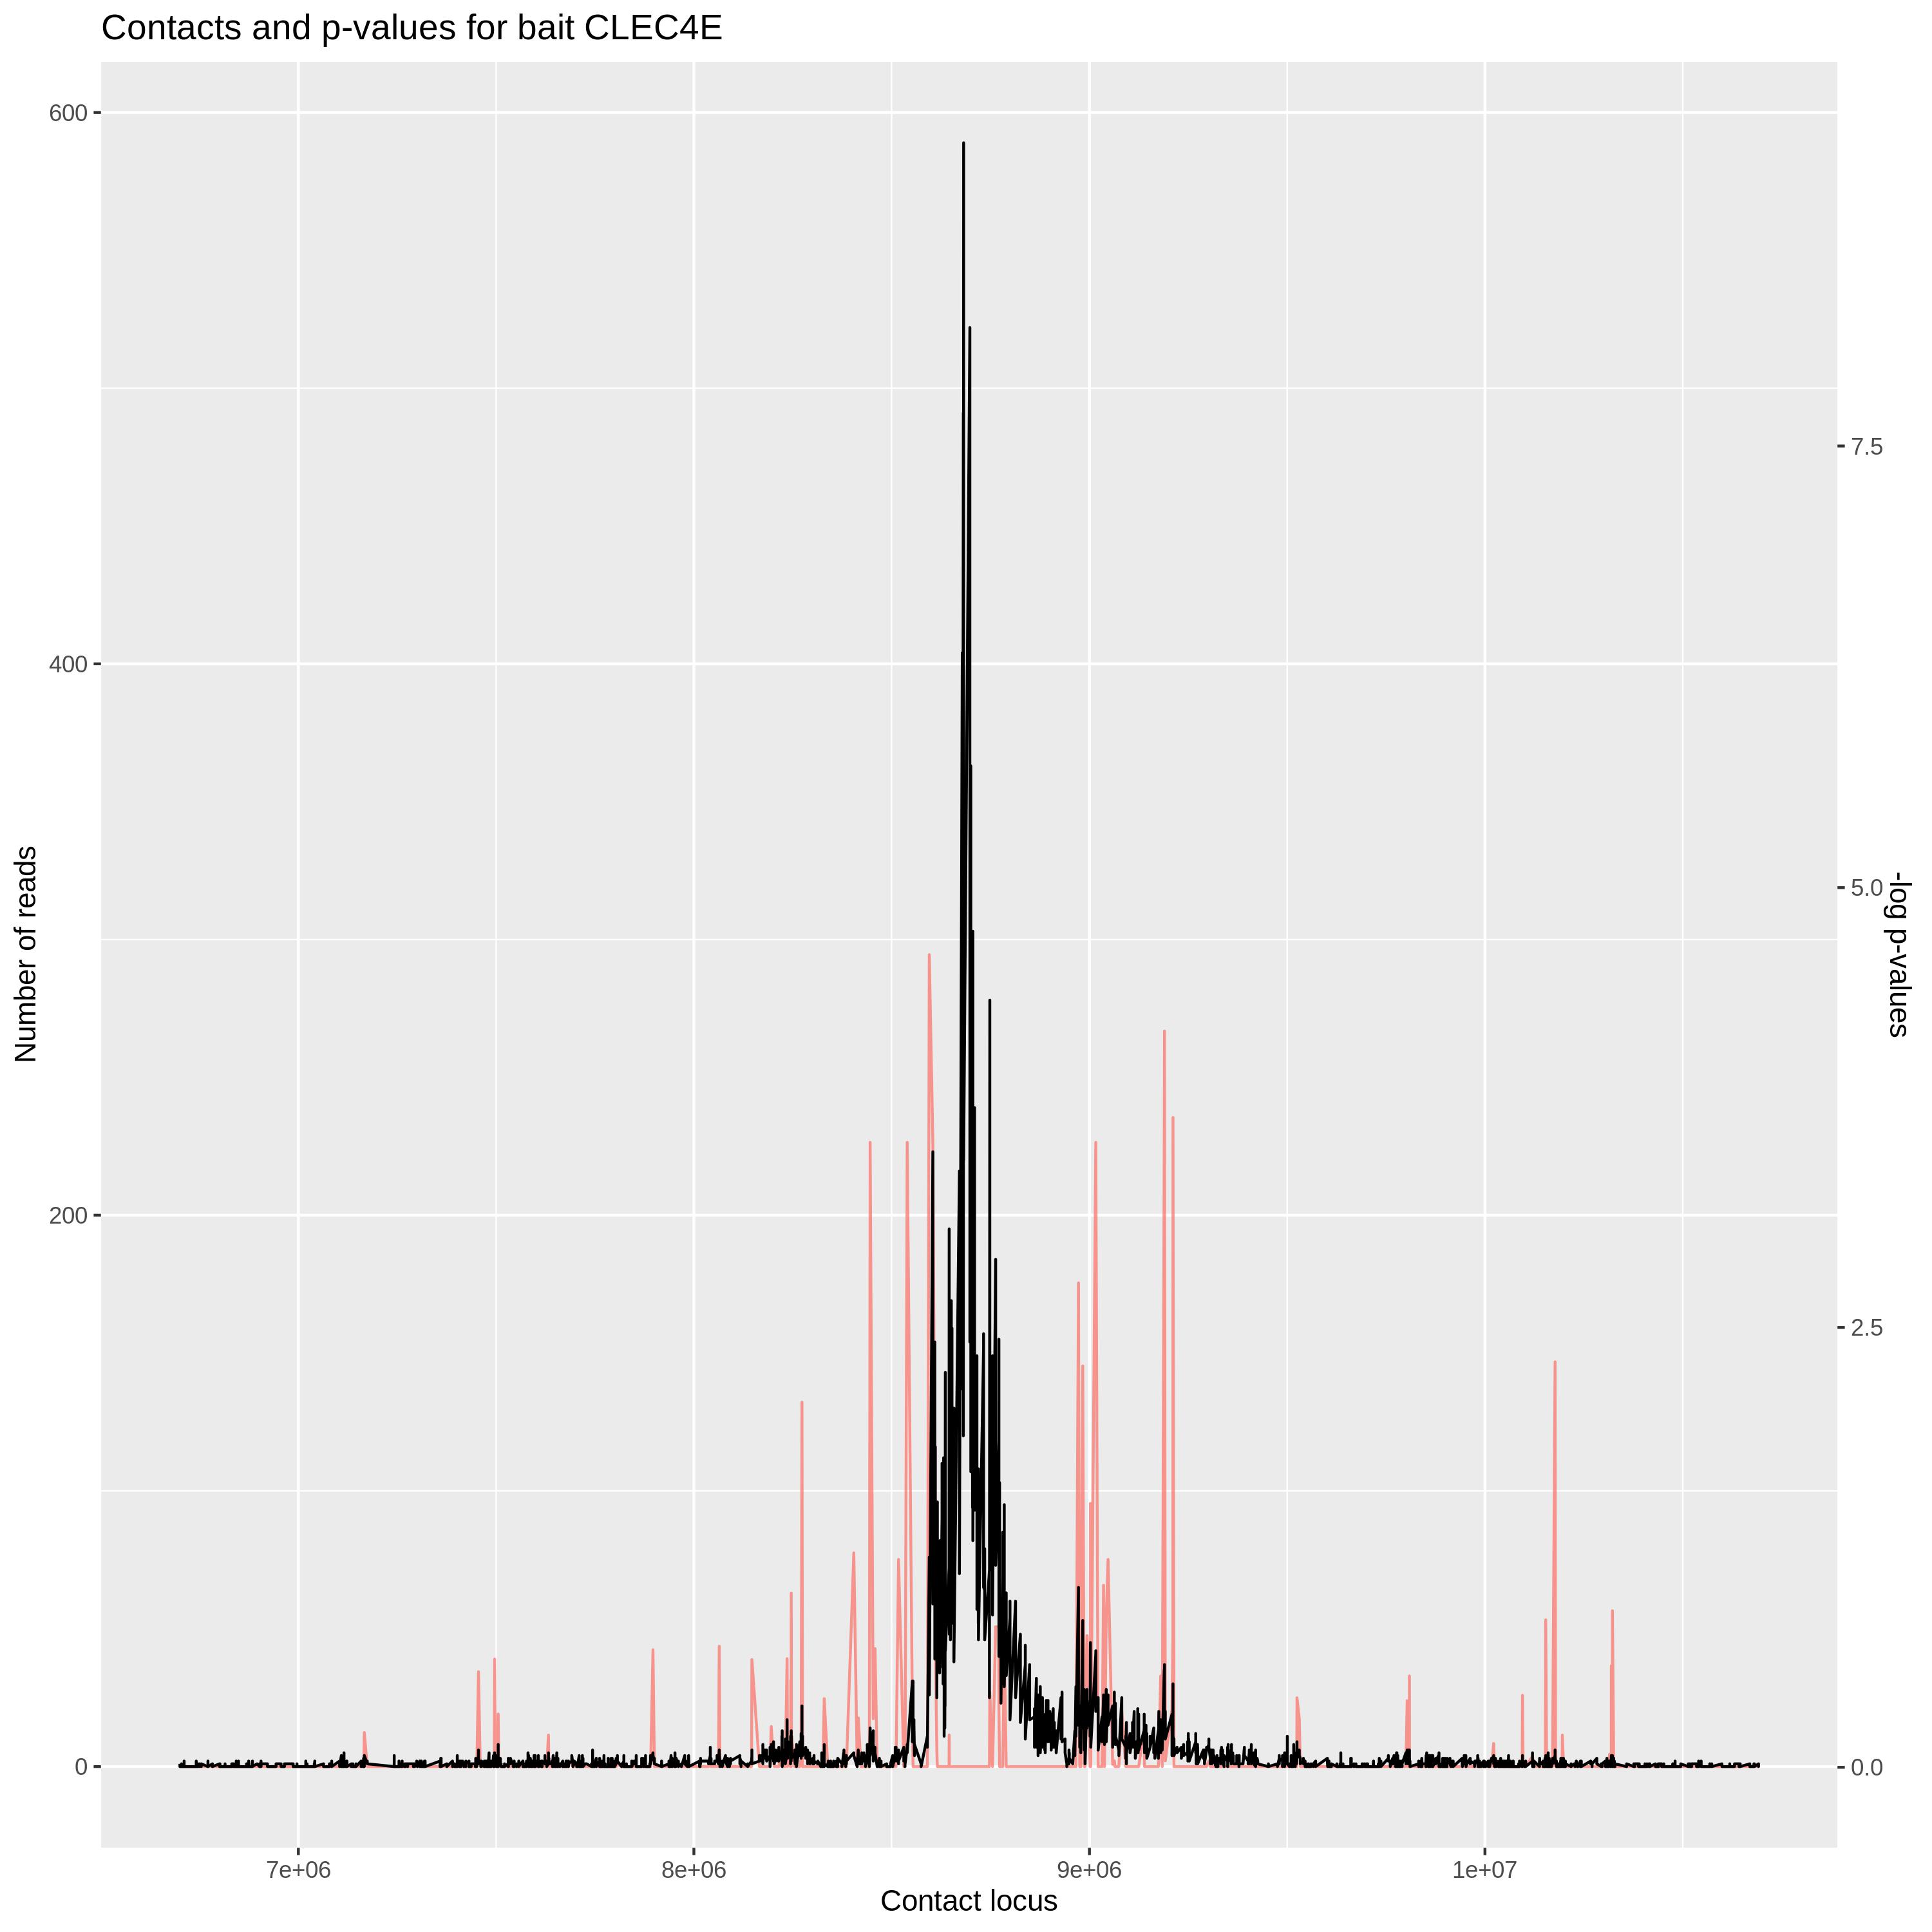 Contacts and p-values for bait CLEC4E
Number of reads
600
400
200
0
7.5
5.0
2.5
0.0
-log p-values
7e+06
8e+06
9e+06
1e+07
Contact locus